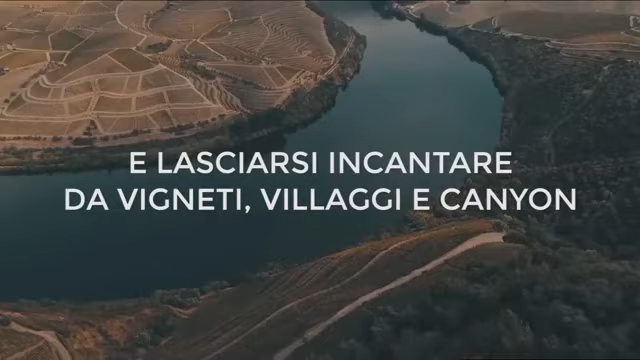 E LASCIARSI INCANTARE
DA VIGNETI, VILLAGGI E CANYON